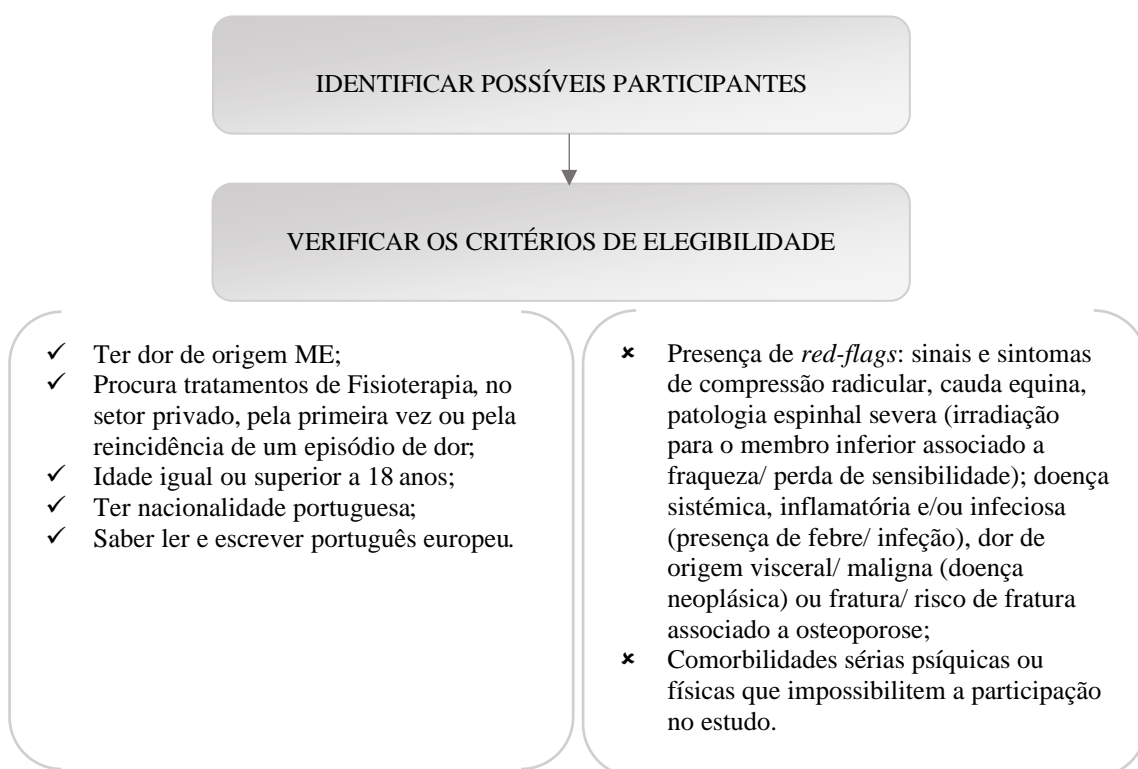 IDENTIFICAR POSSÍVEIS PARTICIPANTES
VERIFICAR OS CRITÉRIOS DE ELEGIBILIDADE
✓ Ter dor de origem ME;
✓ Procura tratamentos de Fisioterapia, no
setor privado, pela primeira vez ou pela
reincidência de um episódio de dor;
✓ Idade igual ou superior a 18 anos;
✓ Ter nacionalidade portuguesa;
✓ Saber ler e escrever português europeu.
× Presença de red-flags: sinais e sintomas
de compressão radicular, cauda equina,
patologia espinhal severa (irradiação
para o membro inferior associado a
fraqueza/ perda de sensibilidade); doença
sistémica, inflamatória e/ou infeciosa
(presença de febre/ infeção), dor de
origem visceral/ maligna (doença
neoplásica) ou fratura/ risco de fratura
associado a osteoporose;
× Comorbilidades sérias psíquicas ou
físicas que impossibilitem a participação
no estudo.